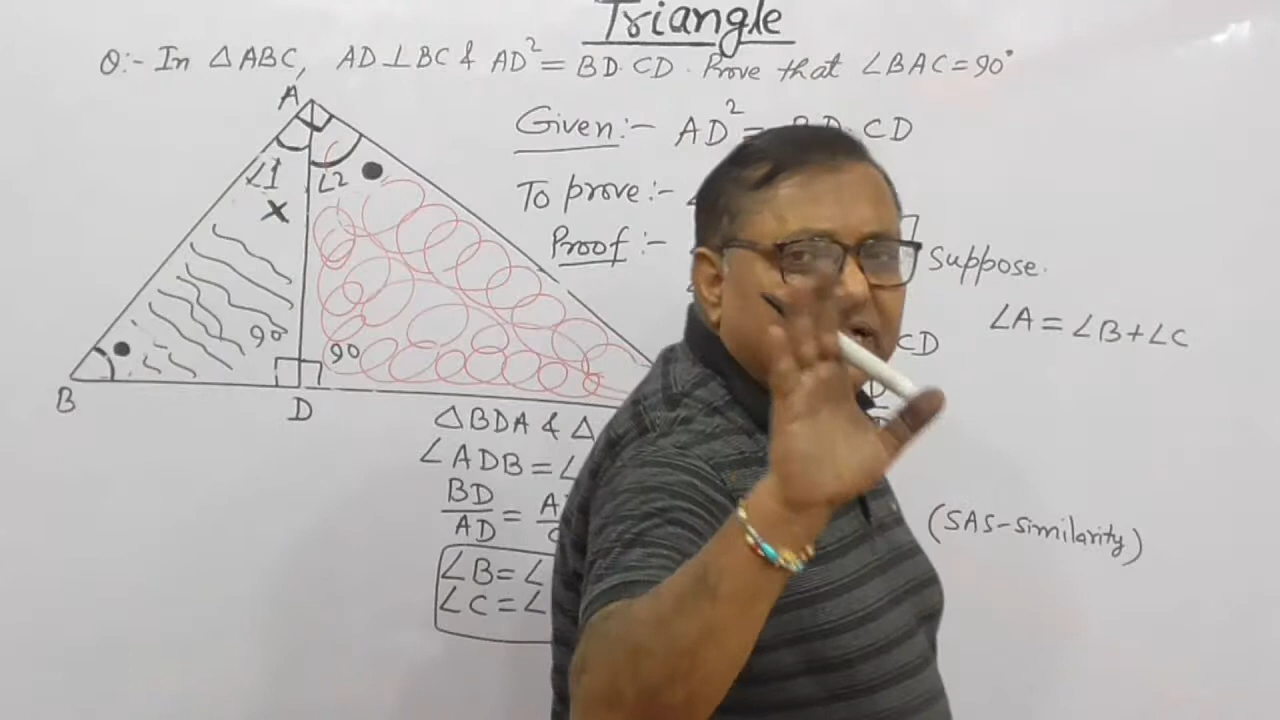 Triangle
Q:- In △ABC, AD⊥BC & AD² = BD·CD. Prove that ∠BAC=90°
Given:- AD² = BD·CD
To prove:-
Proof:-
Suppose.
∠A=∠B+∠C
CD
A
∠1
∠2
90
90
B
D
△BDA & △
∠ADB=∠
BD/AD =
∠B=∠
∠C=∠
(SAS-similarity)